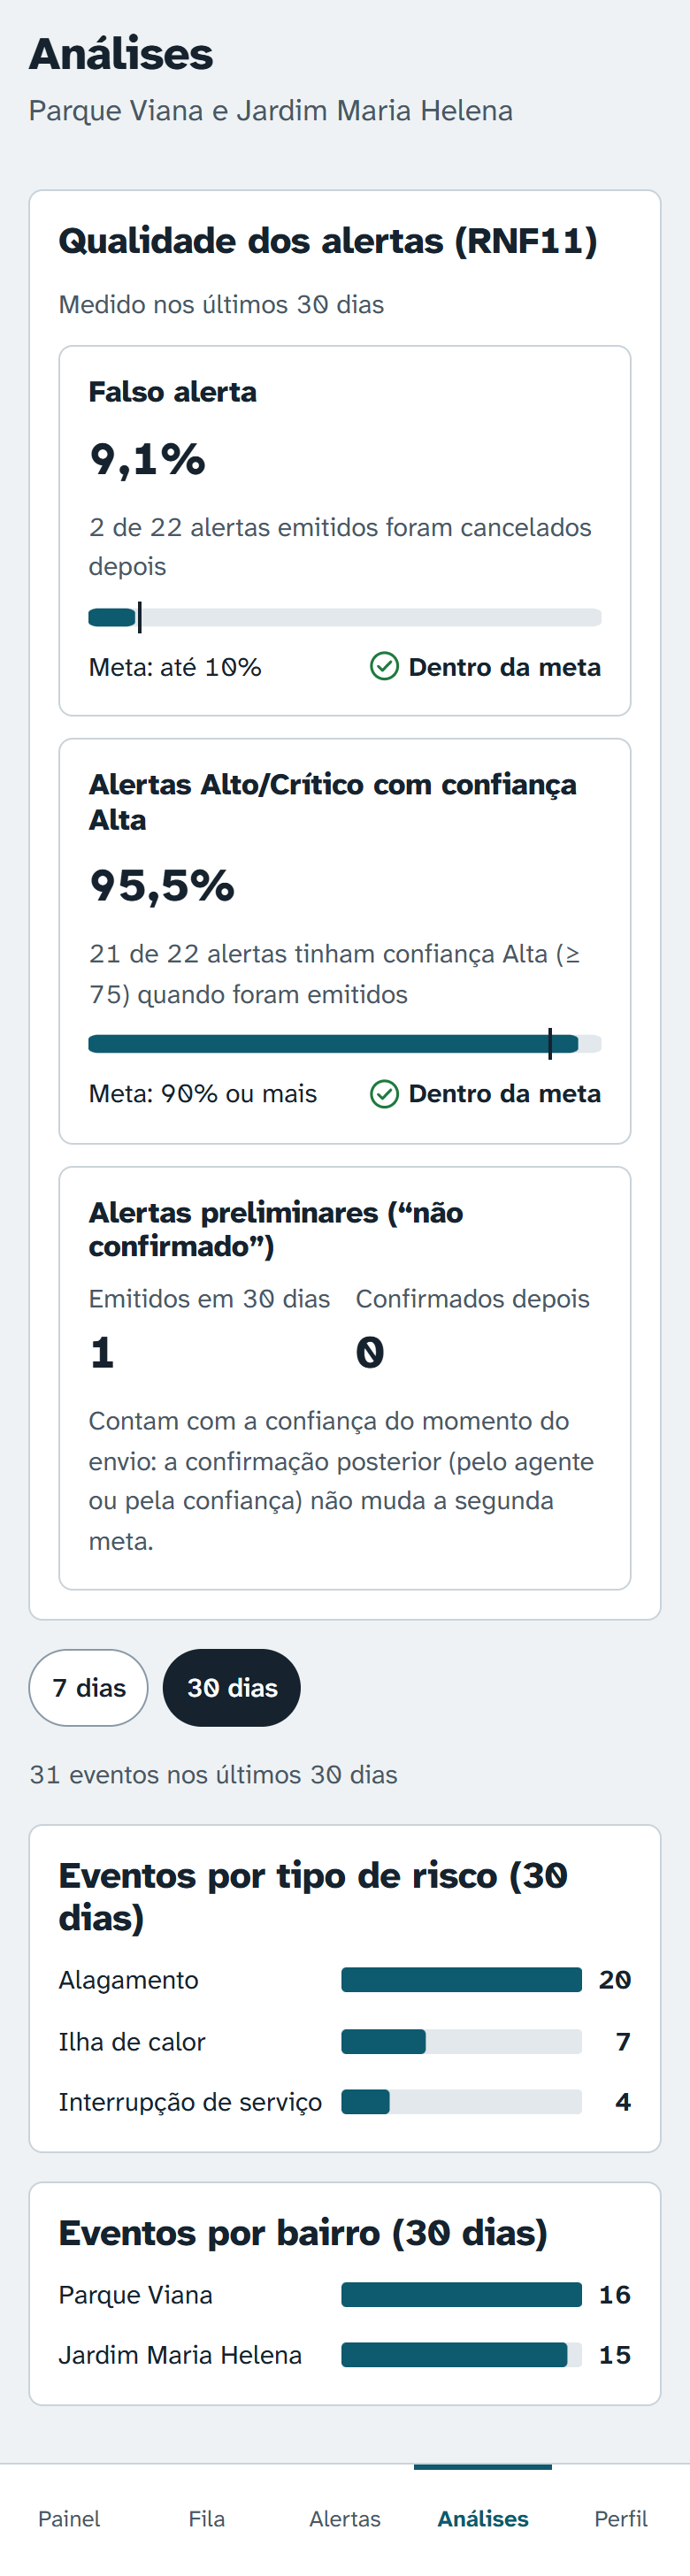 Análises
Parque Viana e Jardim Maria Helena
Qualidade dos alertas (RNF11)
Medido nos últimos 30 dias
Falso alerta
9,1%
2 de 22 alertas emitidos foram cancelados
depois
Meta: até 10%
Dentro da meta
Alertas Alto/Crítico com confiança
Alta
95,5%
21 de 22 alertas tinham confiança Alta (≥
75) quando foram emitidos
Meta: 90% ou mais
Dentro da meta
Alertas preliminares (“não
confirmado”)
Emitidos em 30 dias
Confirmados depois
1
0
Contam com a confiança do momento do
envio: a confirmação posterior (pelo agente
ou pela confiança) não muda a segunda
meta.
7 dias
30 dias
31 eventos nos últimos 30 dias
Eventos por tipo de risco (30
dias)
Alagamento 20
Ilha de calor 7
Interrupção de serviço 4
Eventos por bairro (30 dias)
Parque Viana 16
Jardim Maria Helena 15
Painel
Fila
Alertas
Análises
Perfil